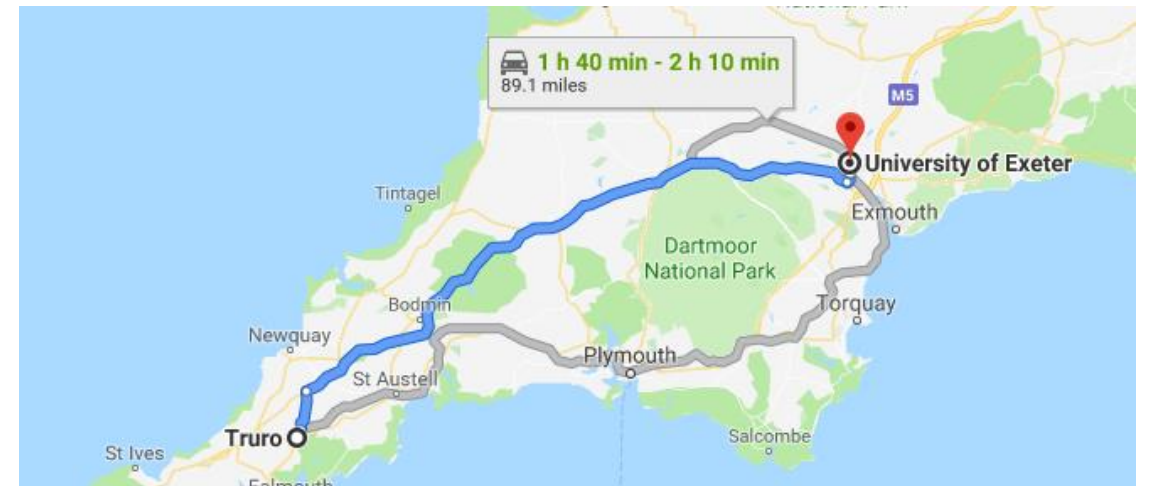 1 h 40 min - 2 h 10 min
89.1 miles
M5
University of Exeter
Tintagel
Exmouth
Dartmoor
National Park
Bodmin
Torquay
Newquay
Plymouth
St Austell
Truro
Salcombe
St Ives
Falmouth